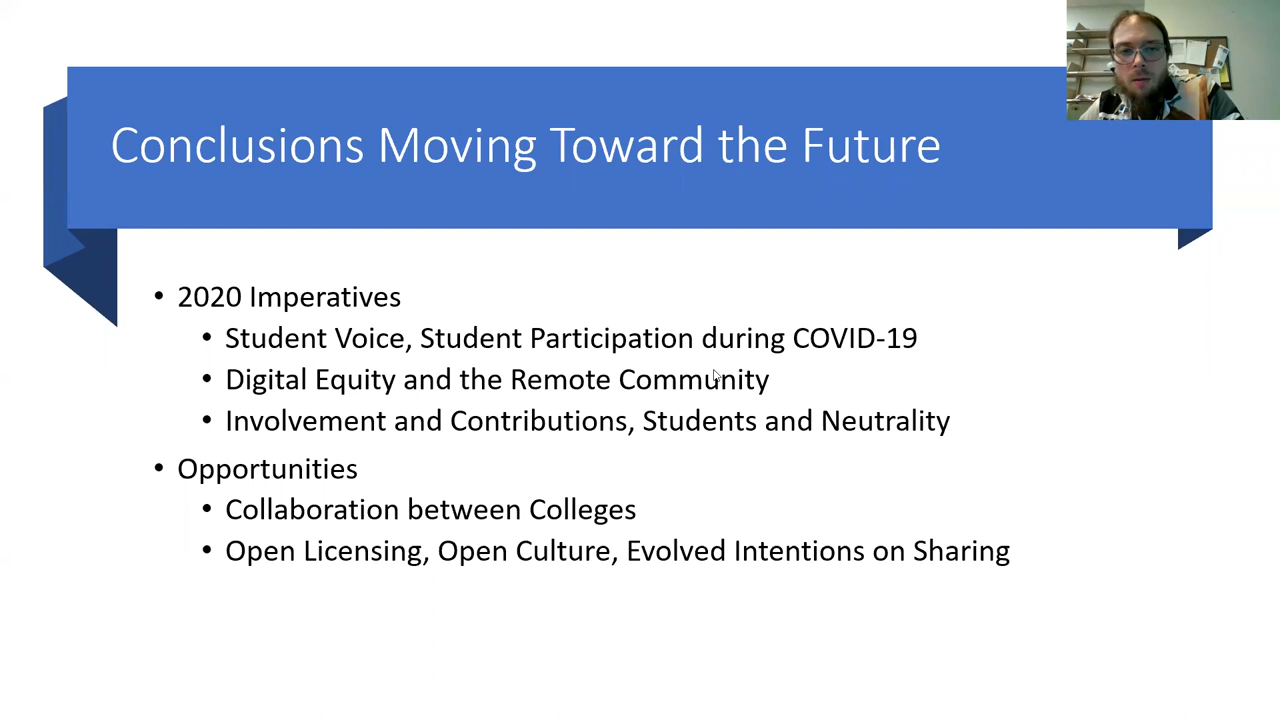 Conclusions Moving Toward the Future
• 2020 Imperatives
• Student Voice, Student Participation during COVID-19
• Digital Equity and the Remote Community
• Involvement and Contributions, Students and Neutrality
• Opportunities
• Collaboration between Colleges
• Open Licensing, Open Culture, Evolved Intentions on Sharing